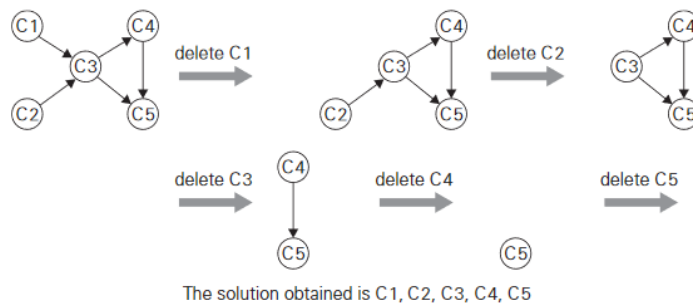 C1 C4 C4 C4
delete C1 delete C2
C3 C3 C3
C2 C5 C2 C5 C5
delete C3 C4 delete C4 delete C5
C5 C5
The solution obtained is C1, C2, C3, C4, C5